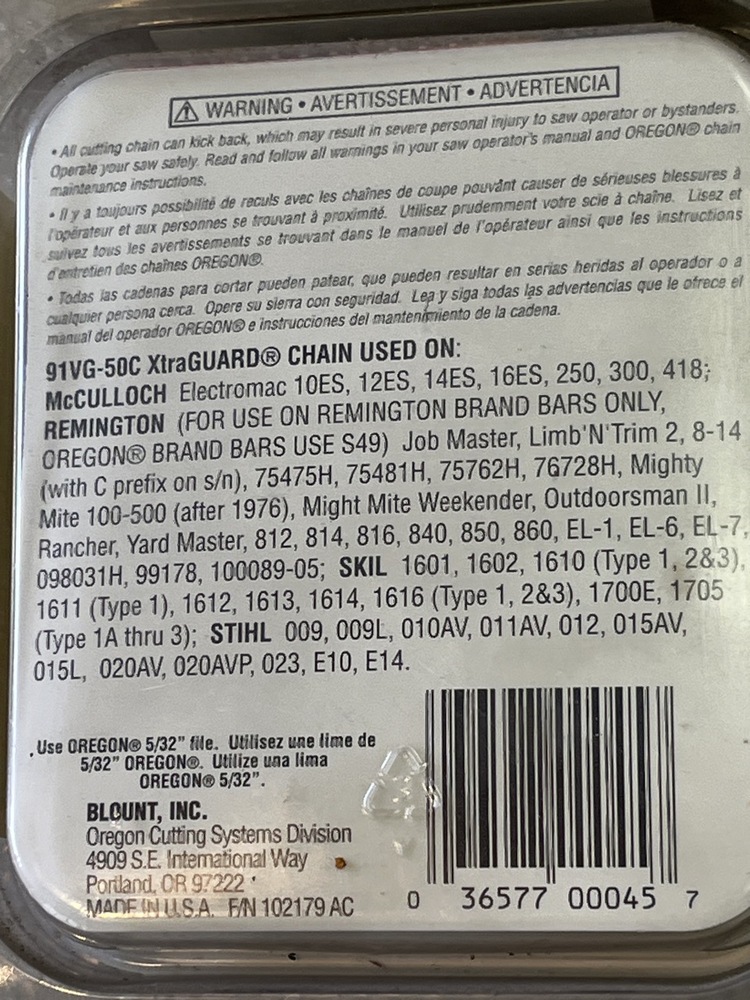 ⚠ WARNING • AVERTISSEMENT • ADVERTENCIA
• All cutting chain can kick back, which may result in severe personal injury to saw operator or bystanders.
Operate your saw safely. Read and follow all warnings in your saw operator's manual and OREGON® chain
maintenance instructions.
• Il y a toujours possibilité de reculs avec les chaînes de coupe pouvant causer de sérieuses blessures à
l'opérateur et aux personnes se trouvant à proximité. Utilisez prudemment votre scie à chaîne. Lisez et
suivez tous les avertissements se trouvant dans le manuel de l'opérateur ainsi que les instructions
d'entretien des chaînes OREGON®.
• Todas las cadenas para cortar pueden patear, que pueden resultar en serias heridas al operador o a
cualquier persona cerca. Opere su sierra con seguridad. Lea y siga todas las advertencias que le ofrece el
manual del operador OREGON® e instrucciones del mantenimiento de la cadena.
91VG-50C XtraGUARD® CHAIN USED ON:
McCULLOCH Electromac 10ES, 12ES, 14ES, 16ES, 250, 300, 418;
REMINGTON (FOR USE ON REMINGTON BRAND BARS ONLY,
OREGON® BRAND BARS USE S49) Job Master, Limb'N'Trim 2, 8-14
(with C prefix on s/n), 75475H, 75481H, 75762H, 76728H, Mighty
Mite 100-500 (after 1976), Might Mite Weekender, Outdoorsman II,
Rancher, Yard Master, 812, 814, 816, 840, 850, 860, EL-1, EL-6, EL-7,
098031H, 99178, 100089-05; SKIL 1601, 1602, 1610 (Type 1, 2&3),
1611 (Type 1), 1612, 1613, 1614, 1616 (Type 1, 2&3), 1700E, 1705
(Type 1A thru 3); STIHL 009, 009L, 010AV, 011AV, 012, 015AV,
015L, 020AV, 020AVP, 023, E10, E14.
Use OREGON® 5/32" file. Utilisez une lime de
5/32" OREGON®. Utilize una lima
OREGON® 5/32".
BLOUNT, INC.
Oregon Cutting Systems Division
4909 S.E. International Way
Portland, OR 97222
MADE IN U.S.A. F/N 102179 AC
0 36577 00045 7